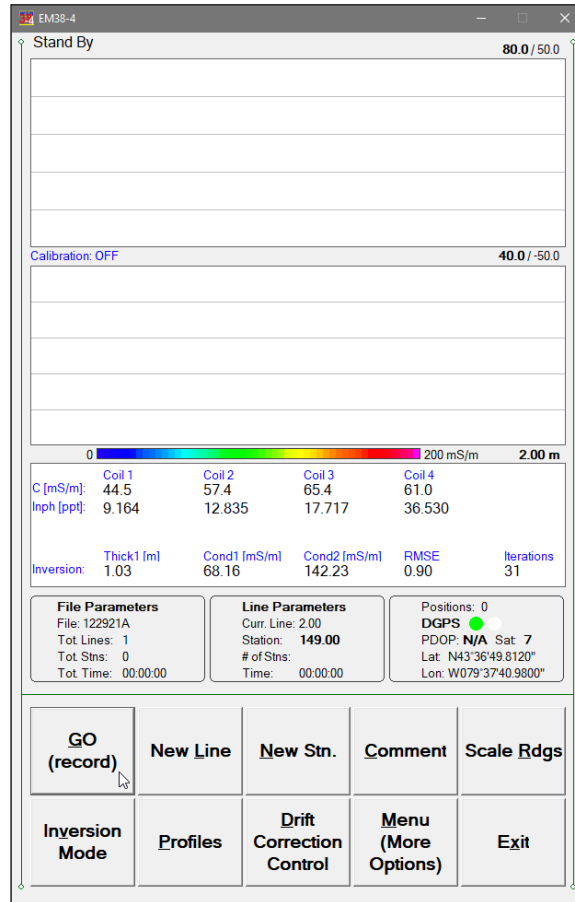 EM38-4
Stand By
80.0 / 50.0
Calibration: OFF
40.0 / -50.0
0
200 mS/m
2.00 m
Coil 1 Coil 2 Coil 3 Coil 4
C [mS/m]: 44.5 57.4 65.4 61.0
Inph [ppt]: 9.164 12.835 17.717 36.530
Thick1 [m] Cond1 [mS/m] Cond2 [mS/m] RMSE Iterations
Inversion: 1.03 68.16 142.23 0.90 31
File Parameters
File: 122921A
Tot. Lines: 1
Tot. Stns: 0
Tot. Time: 00:00:00
Line Parameters
Curr. Line: 2.00
Station: 149.00
# of Stns:
Time: 00:00:00
Positions: 0
DGPS
PDOP: N/A Sat: 7
Lat: N43°36'49.8120"
Lon: W079°37'40.9800"
GO
(record)
New Line
New Stn.
Comment
Scale Rdgs
Inversion
Mode
Profiles
Drift
Correction
Control
Menu
(More
Options)
Exit